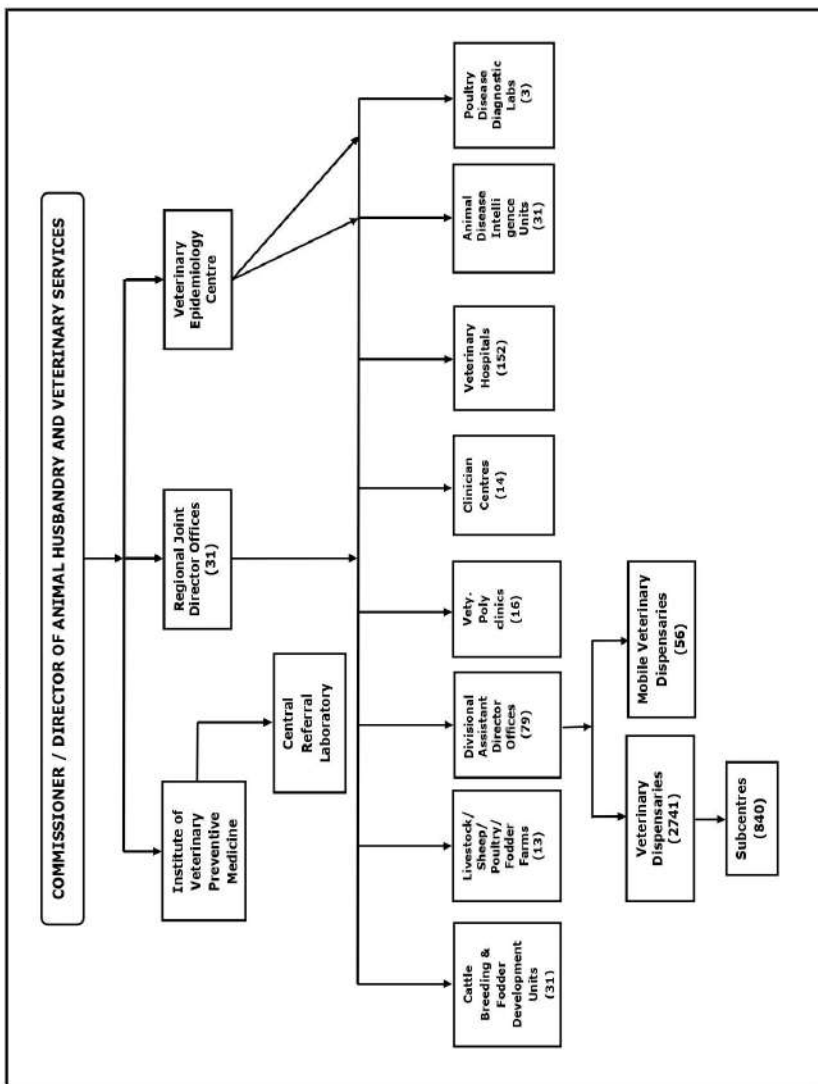 COMMISSIONER / DIRECTOR OF ANIMAL HUSBANDRY AND VETERINARY SERVICES
Institute of
Veterinary
Preventive
Medicine
Regional Joint
Director Offices
(31)
Veterinary
Epidemiology
Centre
Central
Referral
Laboratory
Cattle
Breeding &
Fodder
Development
Units
(31)
Livestock/
Sheep/
Poultry/
Fodder
Farms
(13)
Divisional
Assistant
Director
Offices
(79)
Vety.
Poly
clinics
(16)
Clinician
Centres
(14)
Veterinary
Hospitals
(152)
Animal
Disease
Intelli
gence
Units
(31)
Poultry
Disease
Diagnostic
Labs
(3)
Veterinary
Dispensaries
(2741)
Mobile Veterinary
Dispensaries
(56)
Subcentres
(840)